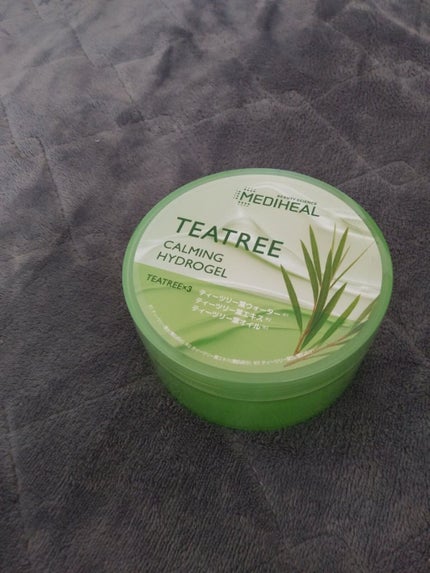 BEAUTY SCIENCE
MEDIHEAL
TEATREE
CALMING
HYDROGEL
TEATREE×3
ティーツリー葉ウォーター
ティーツリー葉エキス
ティーツリー葉オイル